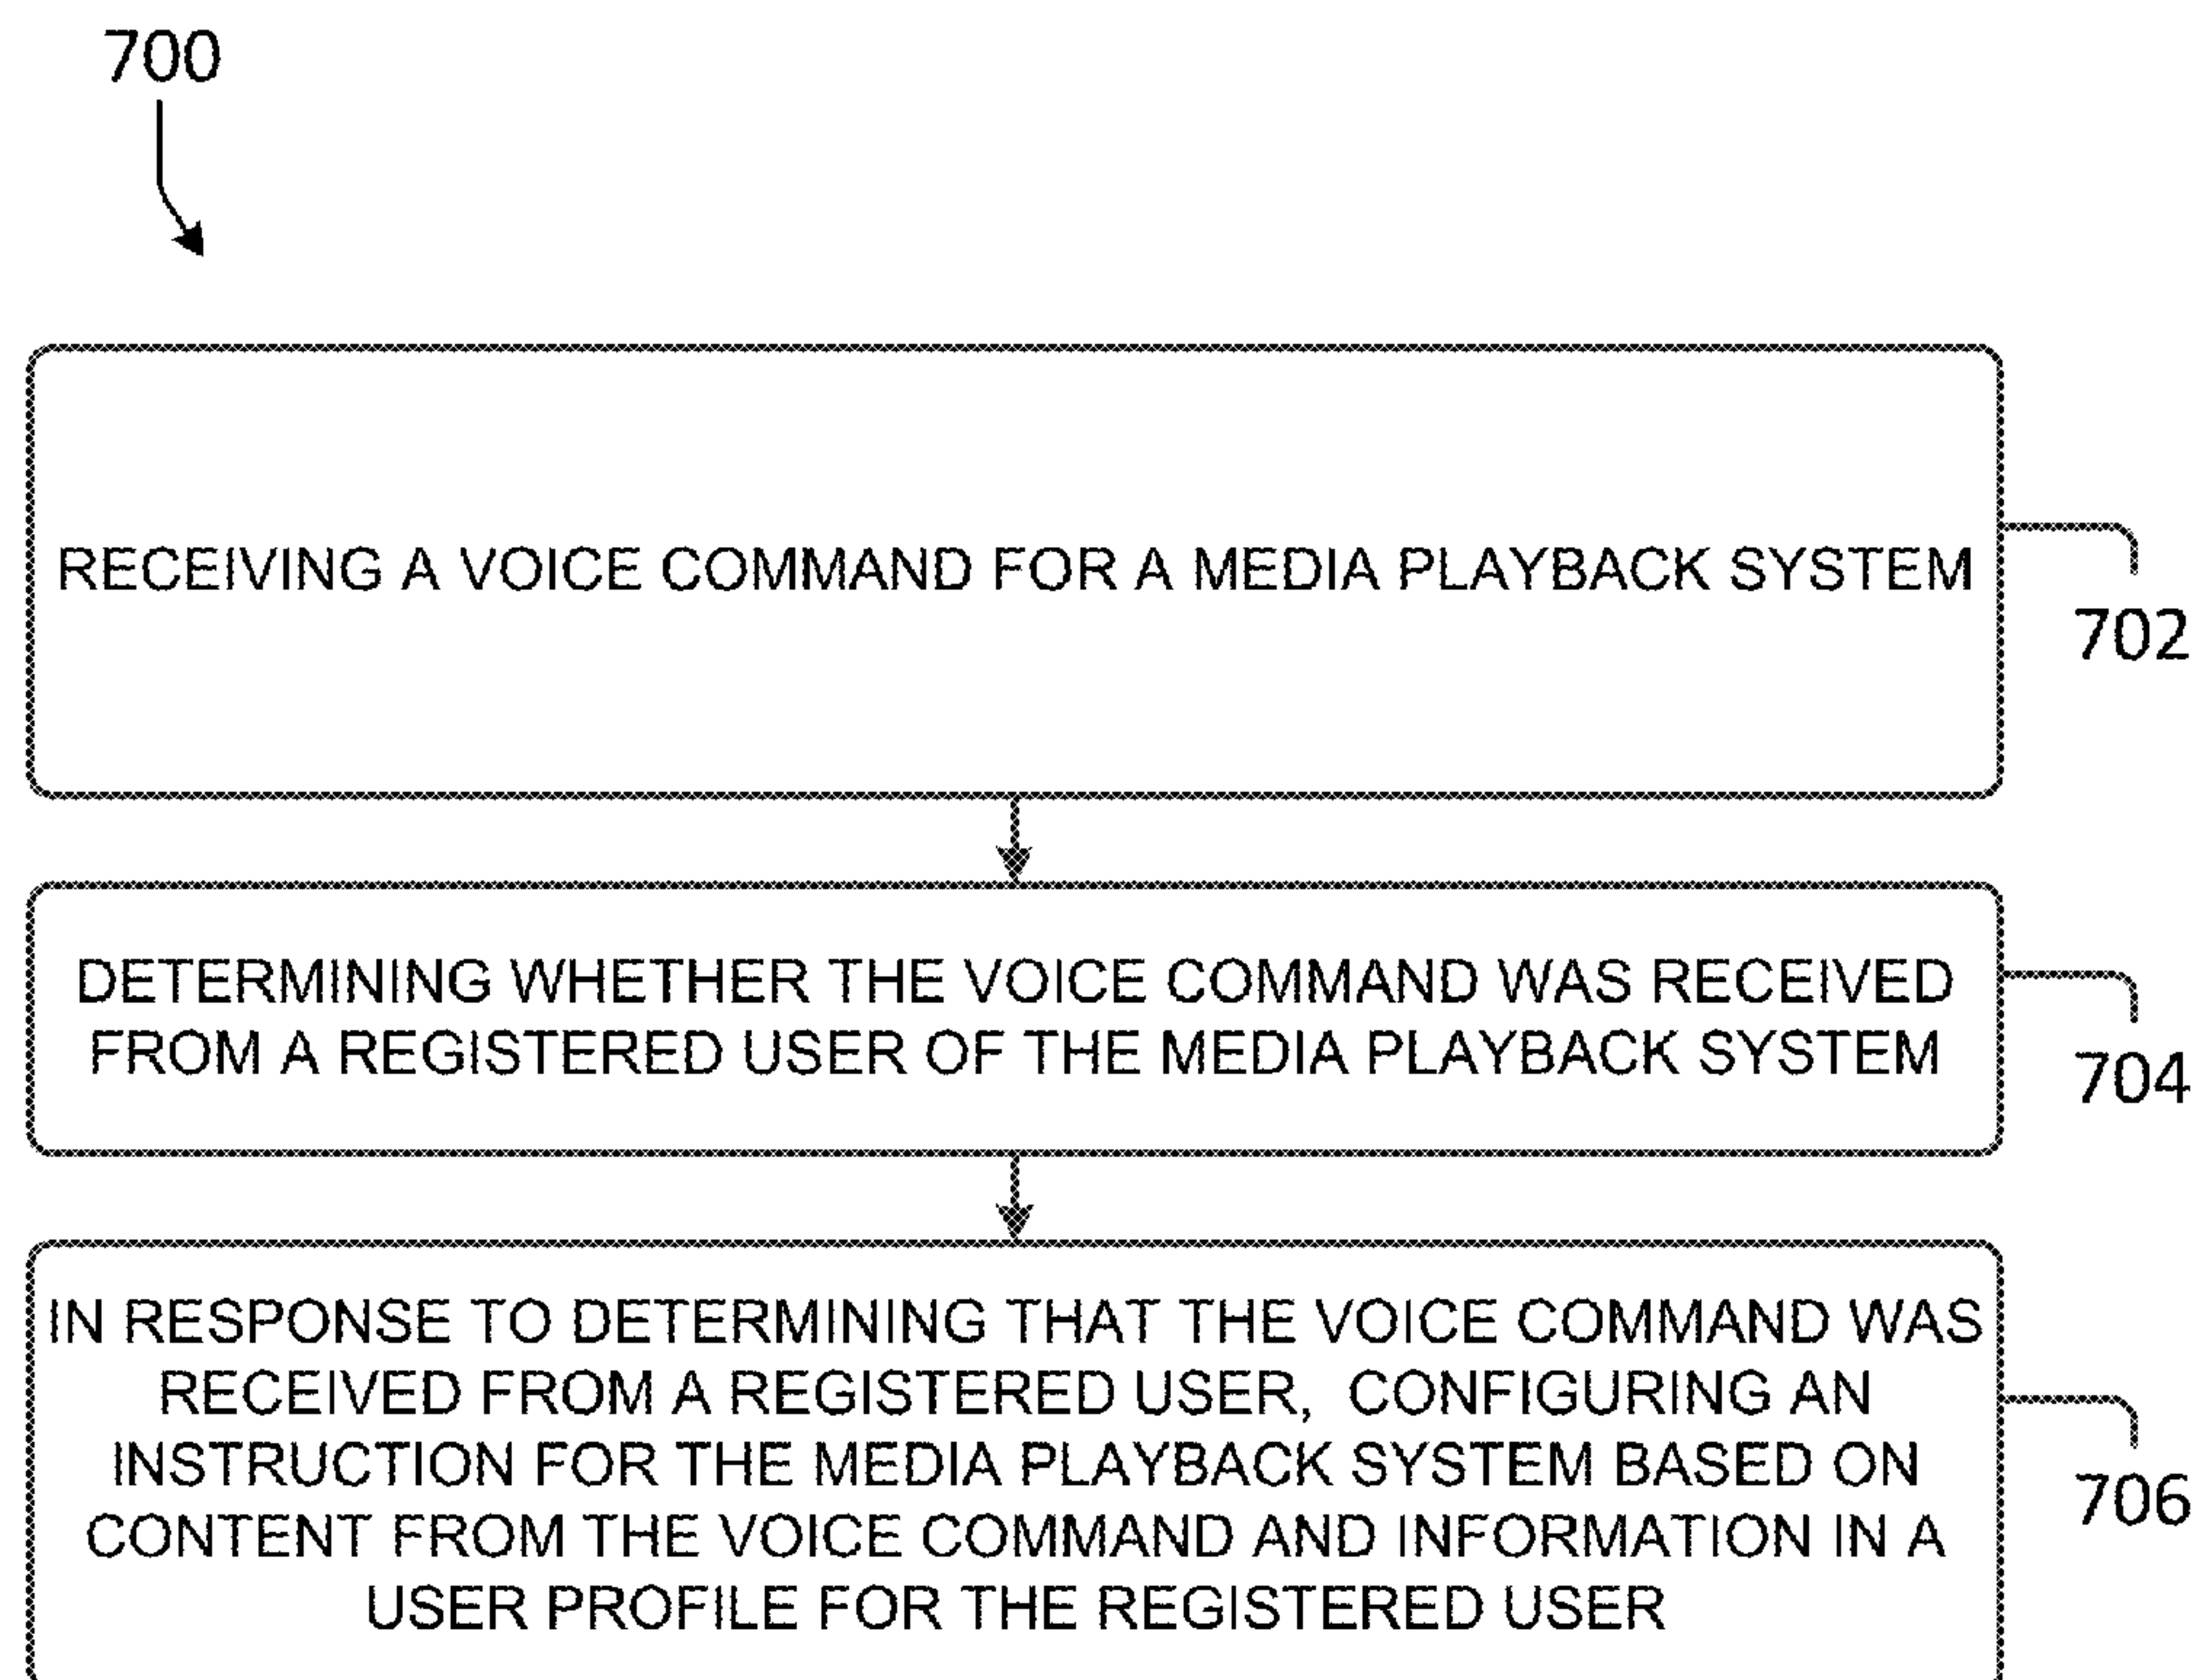 700
RECEIVING A VOICE COMMAND FOR A MEDIA PLAYBACK SYSTEM
702
DETERMINING WHETHER THE VOICE COMMAND WAS RECEIVED
FROM A REGISTERED USER OF THE MEDIA PLAYBACK SYSTEM
704
IN RESPONSE TO DETERMINING THAT THE VOICE COMMAND WAS
RECEIVED FROM A REGISTERED USER, CONFIGURING AN
INSTRUCTION FOR THE MEDIA PLAYBACK SYSTEM BASED ON
CONTENT FROM THE VOICE COMMAND AND INFORMATION IN A
USER PROFILE FOR THE REGISTERED USER
706